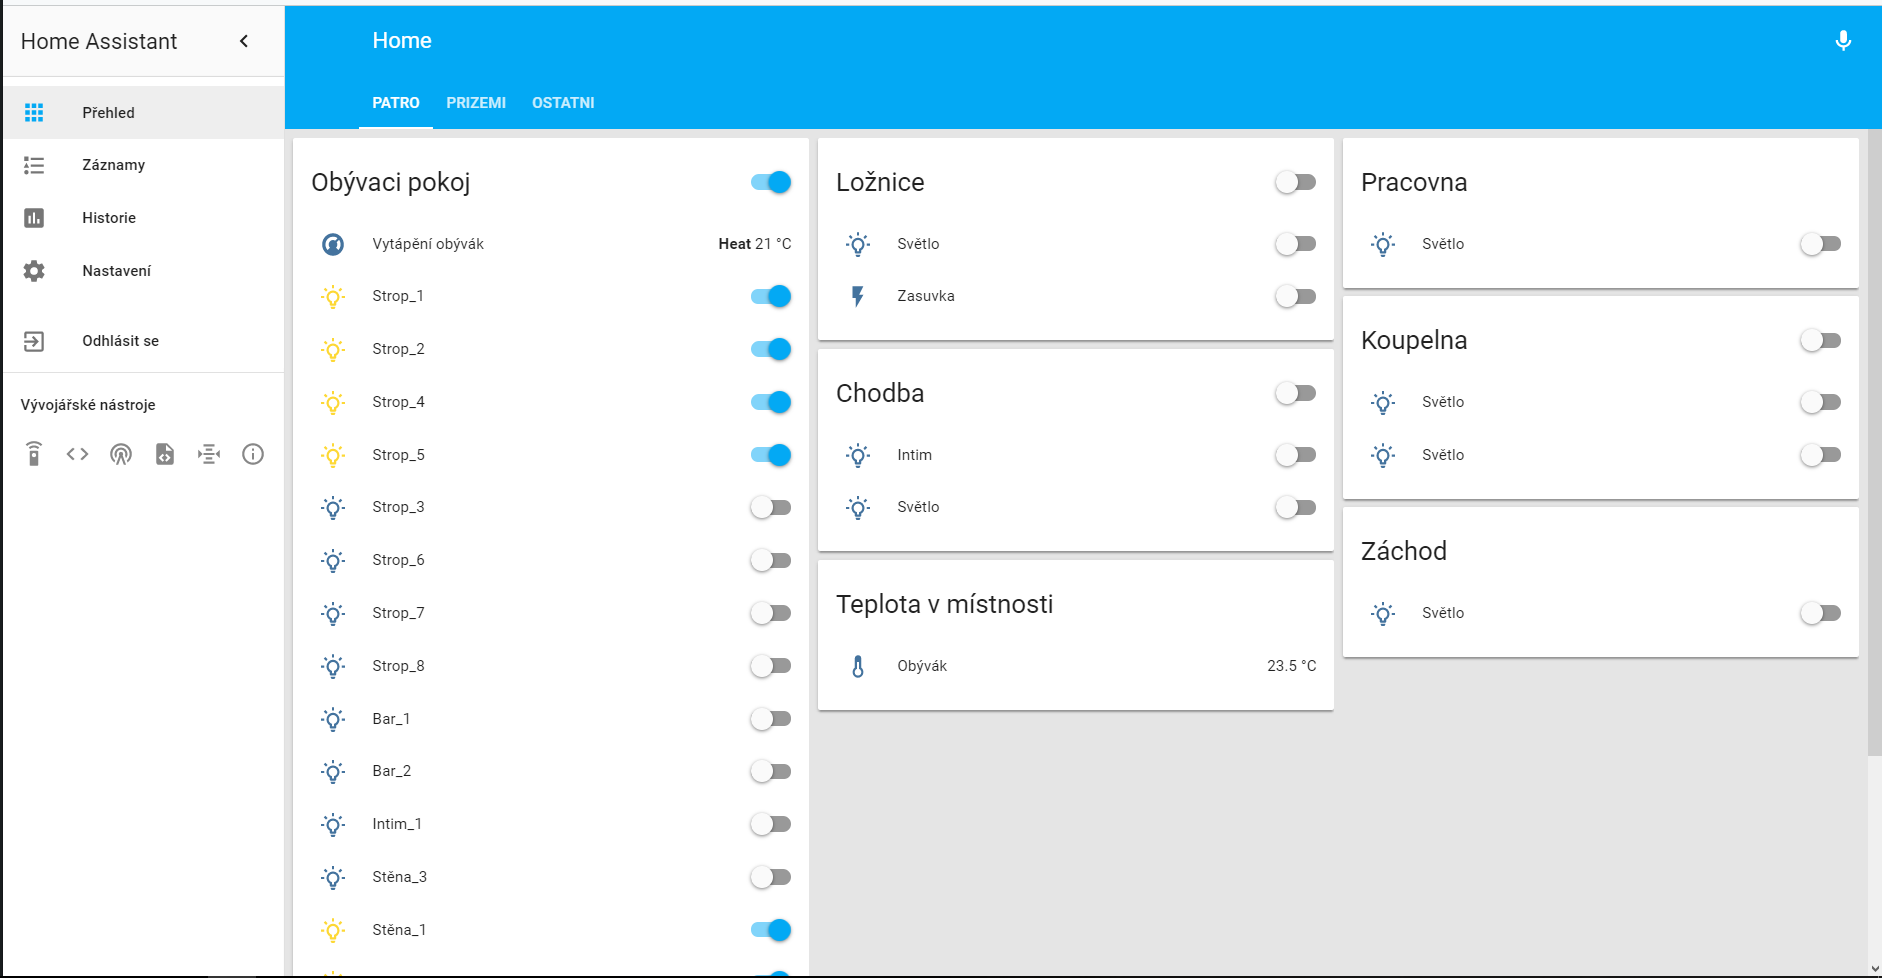 Home Assistant
Přehled
Záznamy
Historie
Nastavení
Odhlásit se
Vývojářské nástroje
Home
PATRO PRIZEMI OSTATNI
Obývaci pokoj
Vytápění obývák Heat 21 °C
Strop_1
Strop_2
Strop_4
Strop_5
Strop_3
Strop_6
Strop_7
Strop_8
Bar_1
Bar_2
Intim_1
Stěna_3
Stěna_1
Ložnice
Světlo
Zasuvka
Chodba
Intim
Světlo
Teplota v místnosti
Obývák 23.5 °C
Pracovna
Světlo
Koupelna
Světlo
Světlo
Záchod
Světlo